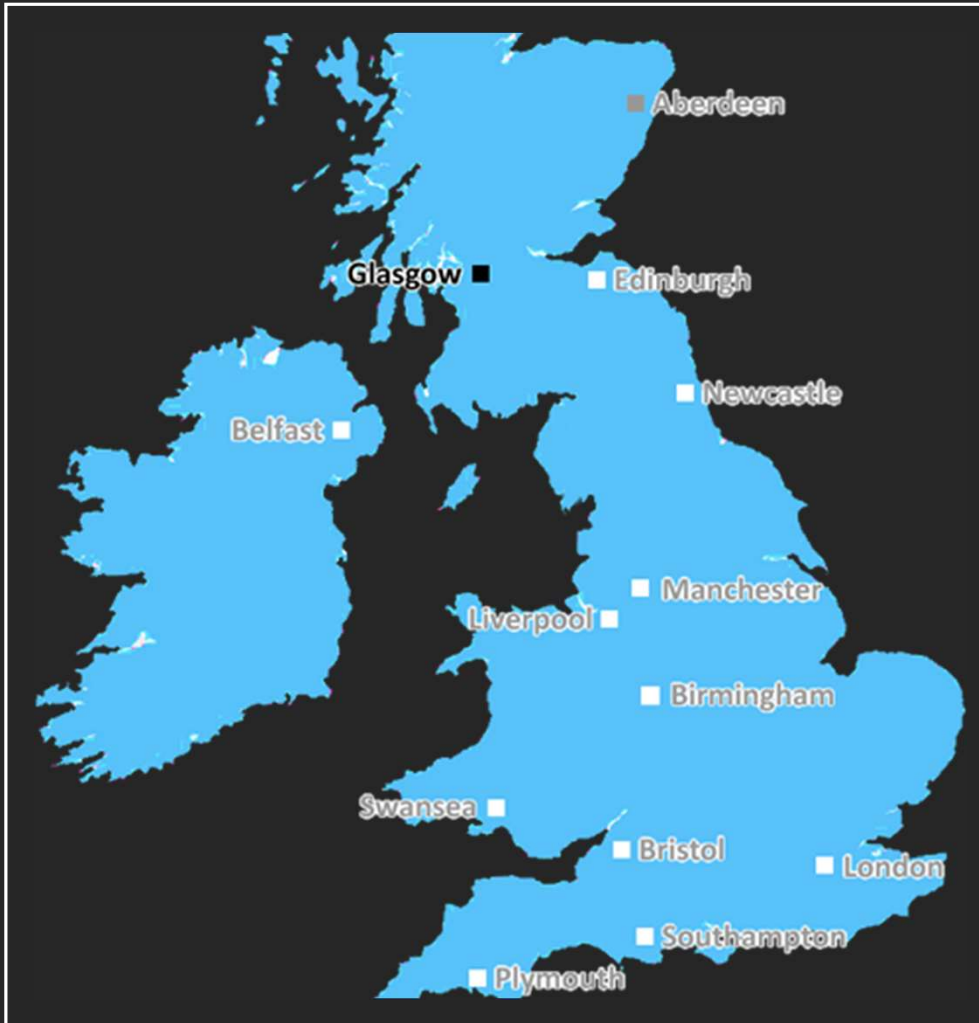 Aberdeen
Glasgow
Edinburgh
Newcastle
Belfast
Manchester
Liverpool
Birmingham
Swansea
Bristol
London
Southampton
Plymouth